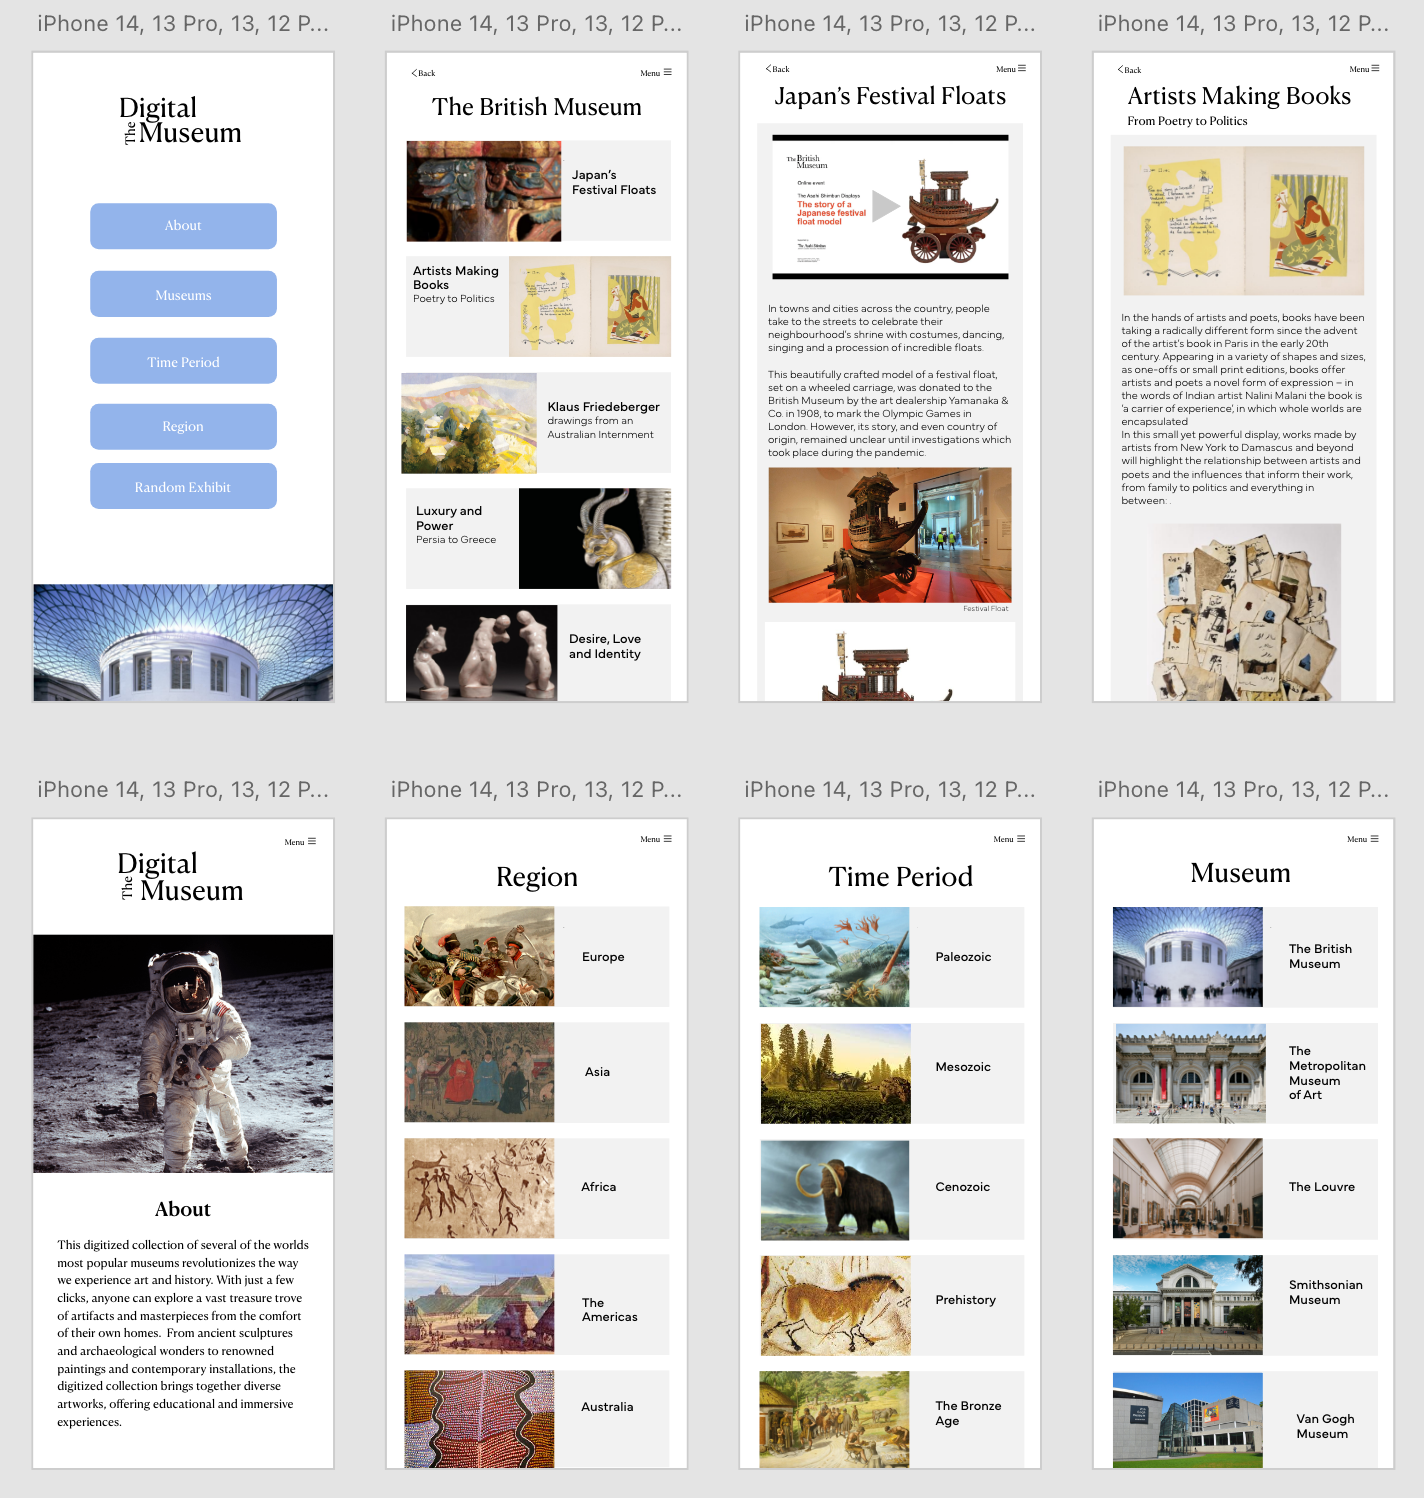 iPhone 14, 13 Pro, 13, 12 P...
Digital
The Museum
About
Museums
Time Period
Region
Random Exhibit
iPhone 14, 13 Pro, 13, 12 P...
Back
Menu
The British Museum
Japan's
Festival Floats
Artists Making
Books
Poetry to Politics
Klaus Friedeberger
drawings from an
Australian Internment
Luxury and
Power
Persia to Greece
Desire, Love
and Identity
iPhone 14, 13 Pro, 13, 12 P...
Back
Menu
Japan's Festival Floats
The British
Museum
Online event
The Asahi Shimbun Displays
The story of a
Japanese festival
float model
The Asahi Shimbun
In towns and cities across the country, people
take to the streets to celebrate their
neighbourhood's shrine with costumes, dancing,
singing and a procession of incredible floats.
This beautifully crafted model of a festival float,
set on a wheeled carriage, was donated to the
British Museum by the art dealership Yamanaka &
Co. in 1908, to mark the Olympic Games in
London. However, its story, and even country of
origin, remained unclear until investigations which
took place during the pandemic.
Festival Float
iPhone 14, 13 Pro, 13, 12 P...
Back
Menu
Artists Making Books
From Poetry to Politics
In the hands of artists and poets, books have been
taking a radically different form since the advent
of the artist's book in Paris in the early 20th
century. Appearing in a variety of shapes and sizes,
as one-offs or small print editions, books offer
artists and poets a novel form of expression – in
the words of Indian artist Nalini Malani the book is
'a carrier of experience', in which whole worlds are
encapsulated
In this small yet powerful display, works made by
artists from New York to Damascus and beyond
will highlight the relationship between artists and
poets and the influences that inform their work,
from family to politics and everything in
between: .
iPhone 14, 13 Pro, 13, 12 P...
Menu
Digital
The Museum
About
This digitized collection of several of the worlds
most popular museums revolutionizes the way
we experience art and history. With just a few
clicks, anyone can explore a vast treasure trove
of artifacts and masterpieces from the comfort
of their own homes. From ancient sculptures
and archaeological wonders to renowned
paintings and contemporary installations, the
digitized collection brings together diverse
artworks, offering educational and immersive
experiences.
iPhone 14, 13 Pro, 13, 12 P...
Menu
Region
Europe
Asia
Africa
The
Americas
Australia
iPhone 14, 13 Pro, 13, 12 P...
Menu
Time Period
Paleozoic
Mesozoic
Cenozoic
Prehistory
The Bronze
Age
iPhone 14, 13 Pro, 13, 12 P...
Menu
Museum
The British
Museum
The
Metropolitan
Museum
of Art
The Louvre
Smithsonian
Museum
Van Gogh
Museum